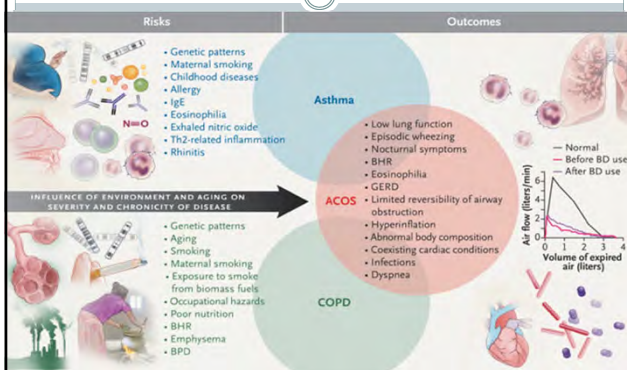 Risks
Outcomes
• Genetic patterns
• Maternal smoking
• Childhood diseases
• Allergy
• IgE
• Eosinophilia
• Exhaled nitric oxide
• Th2-related inflammation
• Rhinitis
N=O
Asthma
INFLUENCE OF ENVIRONMENT AND AGING ON
SEVERITY AND CHRONICITY OF DISEASE
ACOS
• Low lung function
• Episodic wheezing
• Nocturnal symptoms
• BHR
• Eosinophilia
• GERD
• Limited reversibility of airway
obstruction
• Hyperinflation
• Abnormal body composition
• Coexisting cardiac conditions
• Infections
• Dyspnea
Normal
Before BD use
After BD use
Air flow (liters/min)
6
4
2
0
0 1 2 3 4
Volume of expired
air (liters)
• Genetic patterns
• Aging
• Smoking
• Maternal smoking
• Exposure to smoke
from biomass fuels
• Occupational hazards
• Poor nutrition
• BHR
• Emphysema
• BPD
COPD